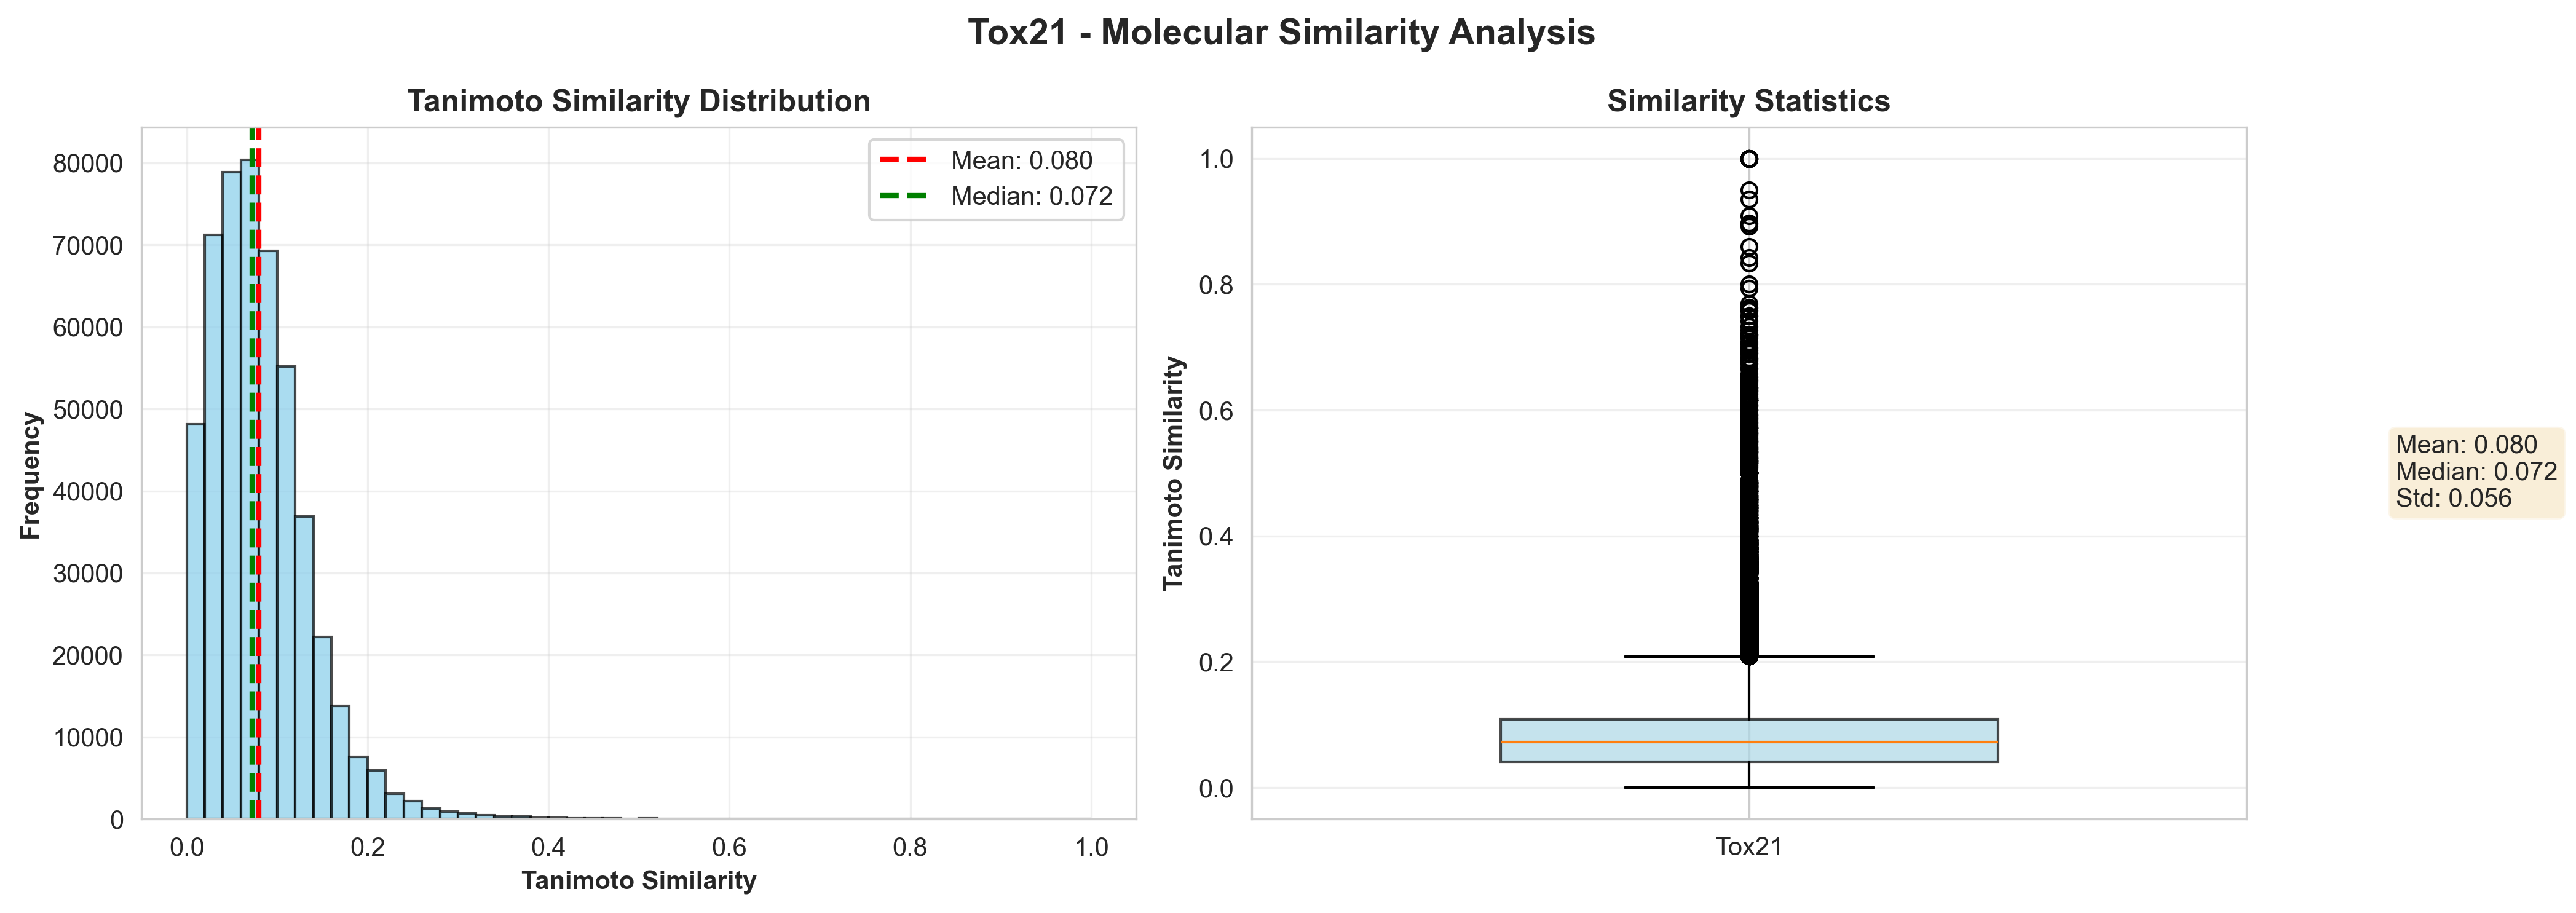 Tox21 - Molecular Similarity Analysis
Tanimoto Similarity Distribution
Mean: 0.080
Median: 0.072
80000
70000
60000
50000
40000
30000
20000
10000
0
Frequency
0.0 0.2 0.4 0.6 0.8 1.0
Tanimoto Similarity
Similarity Statistics
1.0
0.8
0.6
0.4
0.2
0.0
Tanimoto Similarity
Tox21
Mean: 0.080
Median: 0.072
Std: 0.056